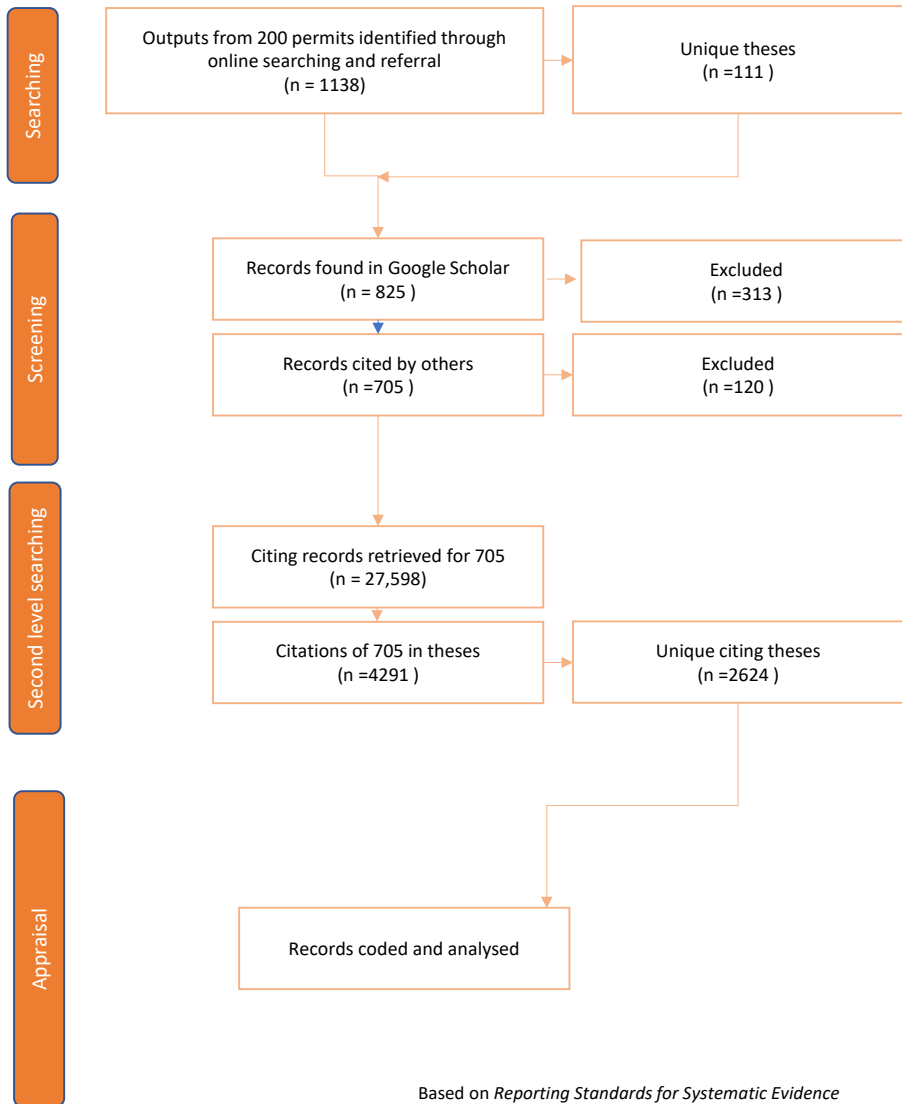 Searching
Outputs from 200 permits identified through
online searching and referral
(n = 1138)
Unique theses
(n =111 )
Screening
Records found in Google Scholar
(n = 825 )
Excluded
(n =313 )
Records cited by others
(n =705 )
Excluded
(n =120 )
Second level searching
Citing records retrieved for 705
(n = 27,598)
Citations of 705 in theses
(n =4291 )
Unique citing theses
(n =2624 )
Appraisal
Records coded and analysed
Based on Reporting Standards for Systematic Evidence